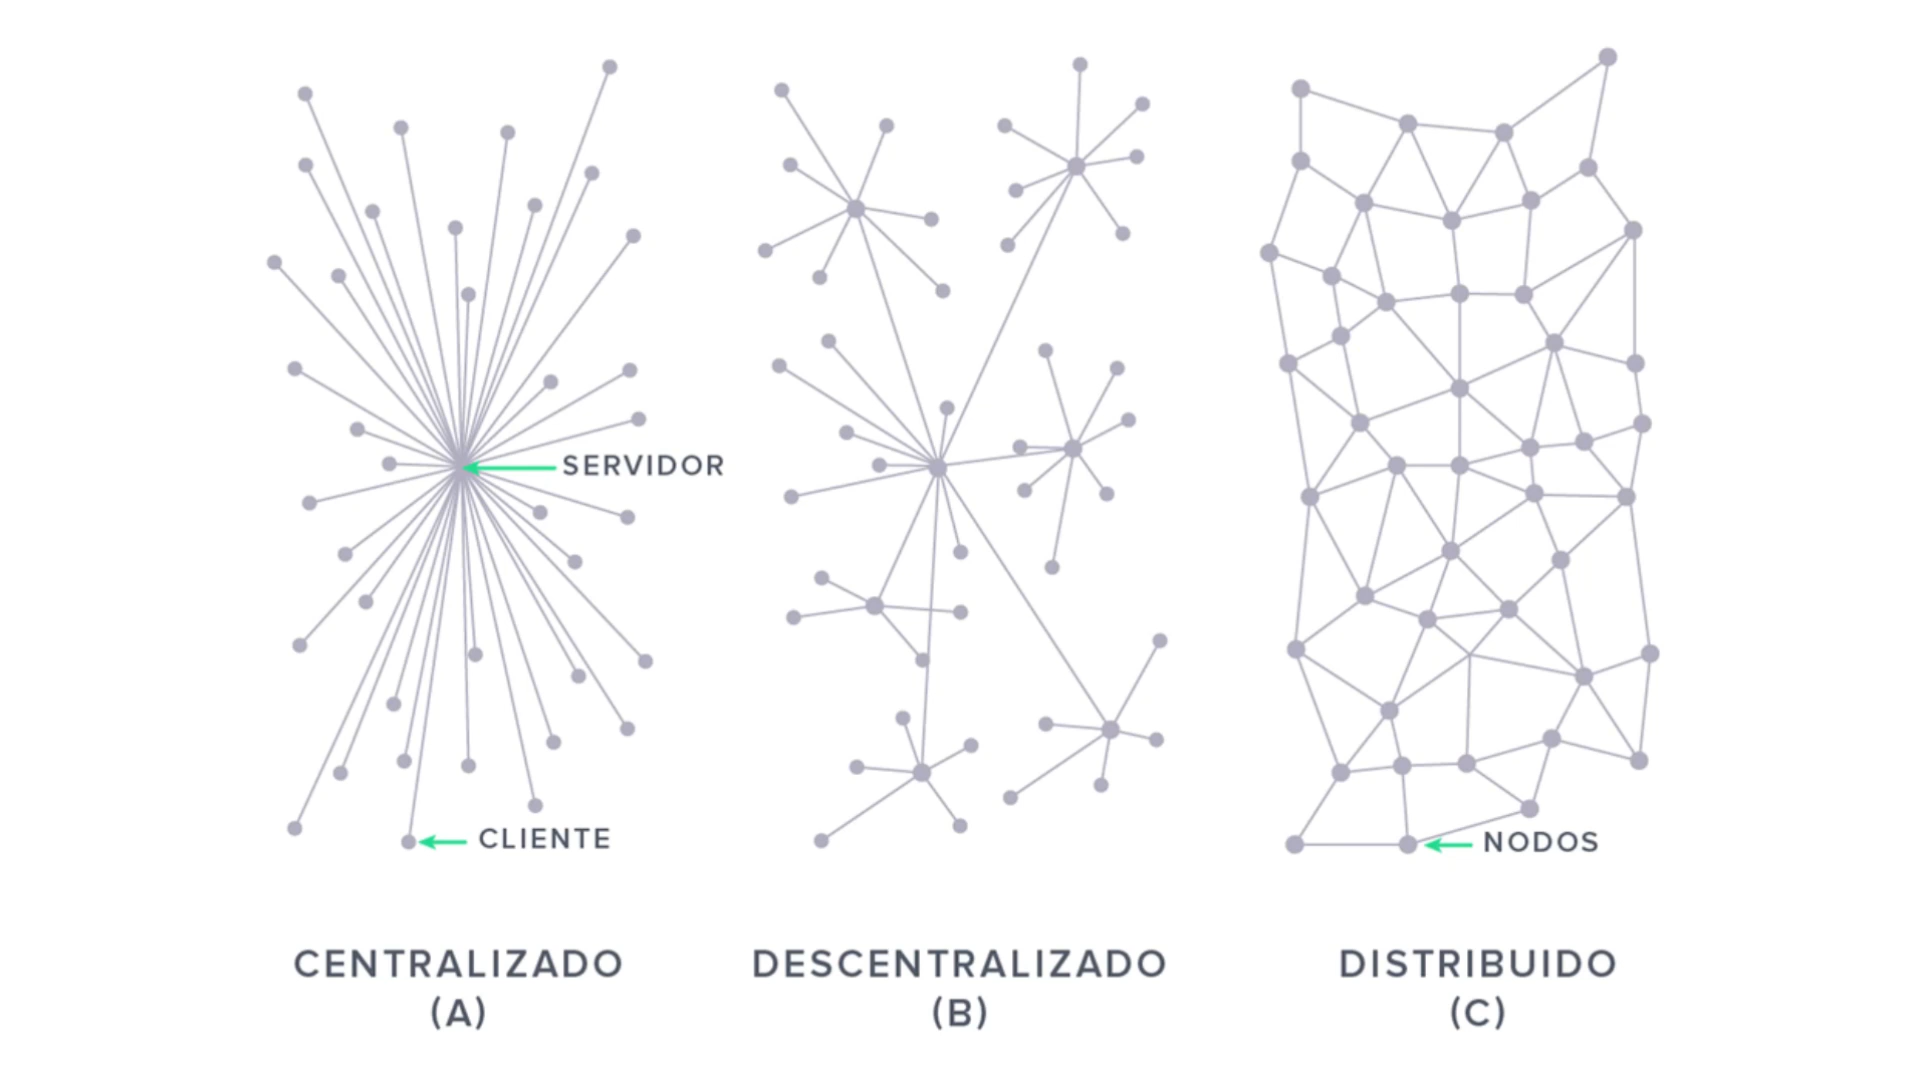 SERVIDOR
CLIENTE
NODOS
CENTRALIZADO
(A)
DESCENTRALIZADO
(B)
DISTRIBUIDO
(C)